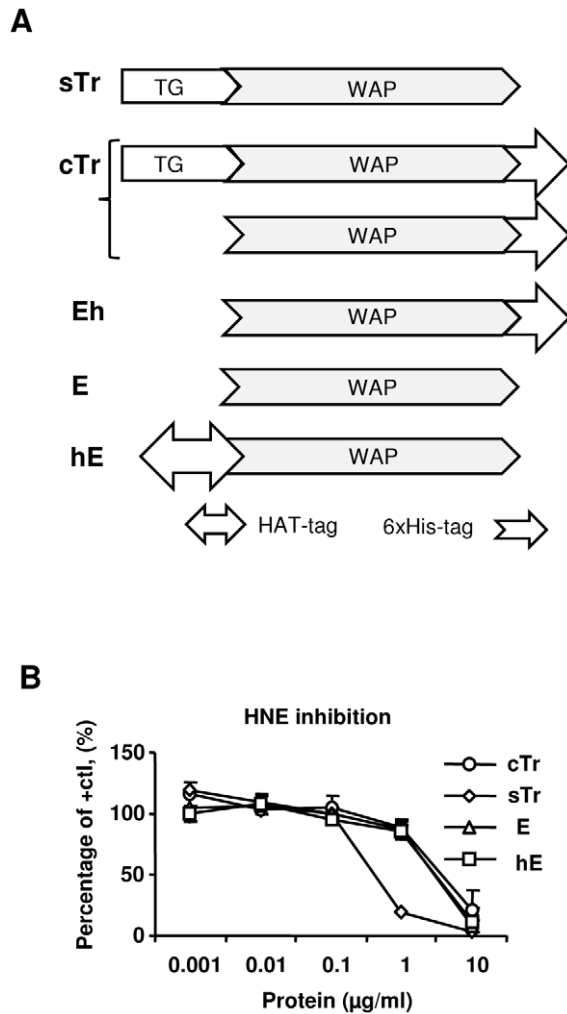 A
sTr TG WAP
cTr TG WAP
WAP
Eh WAP
E WAP
hE WAP
HAT-tag 6xHis-tag
B
HNE inhibition
Percentage of +ctl, (%)
150
100
50
0
cTr
sTr
E
hE
0.001 0.01 0.1 1 10
Protein (µg/ml)